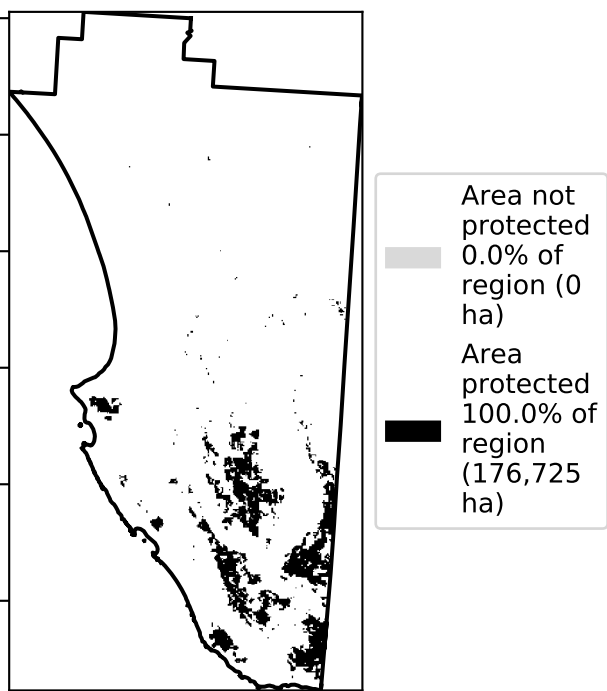 Area not
protected
0.0% of
region (0
ha)
Area
protected
100.0% of
region
(176,725
ha)